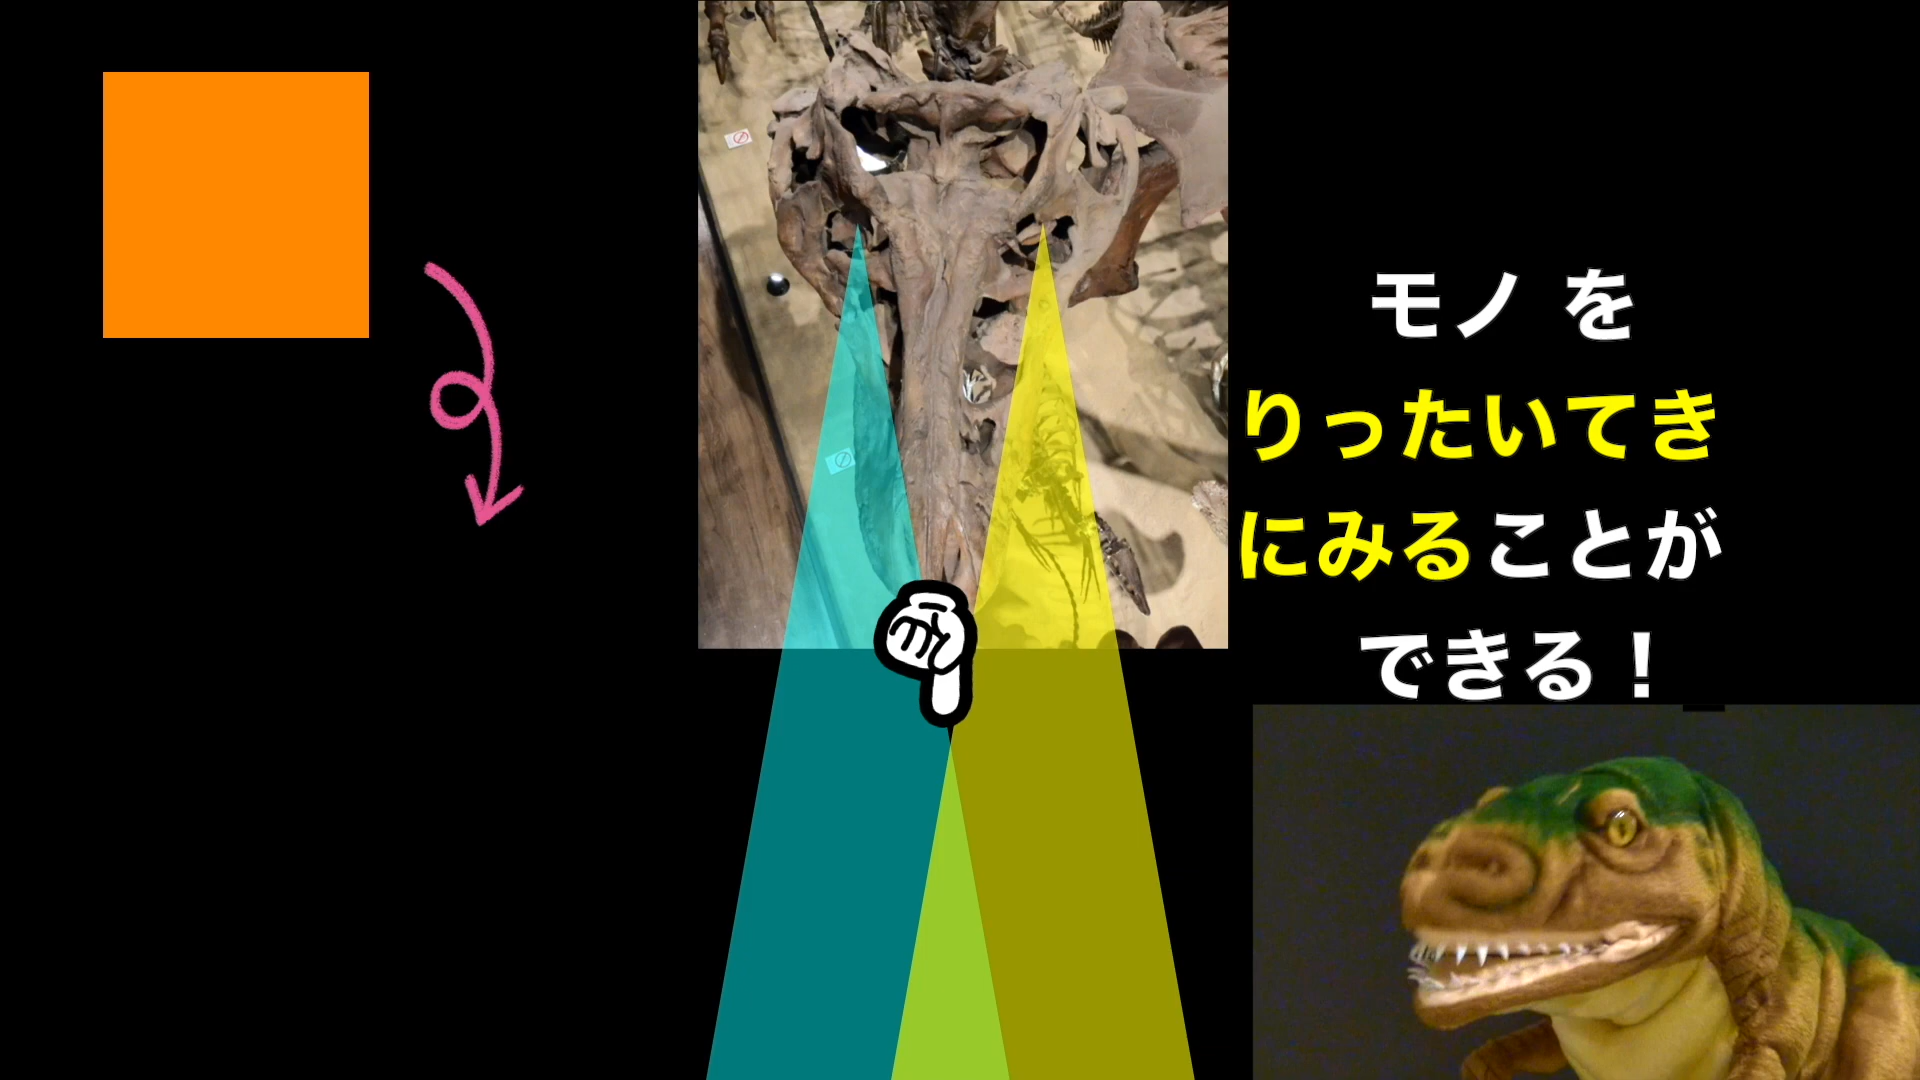 モノ を
りったいてき
にみることが
できる！